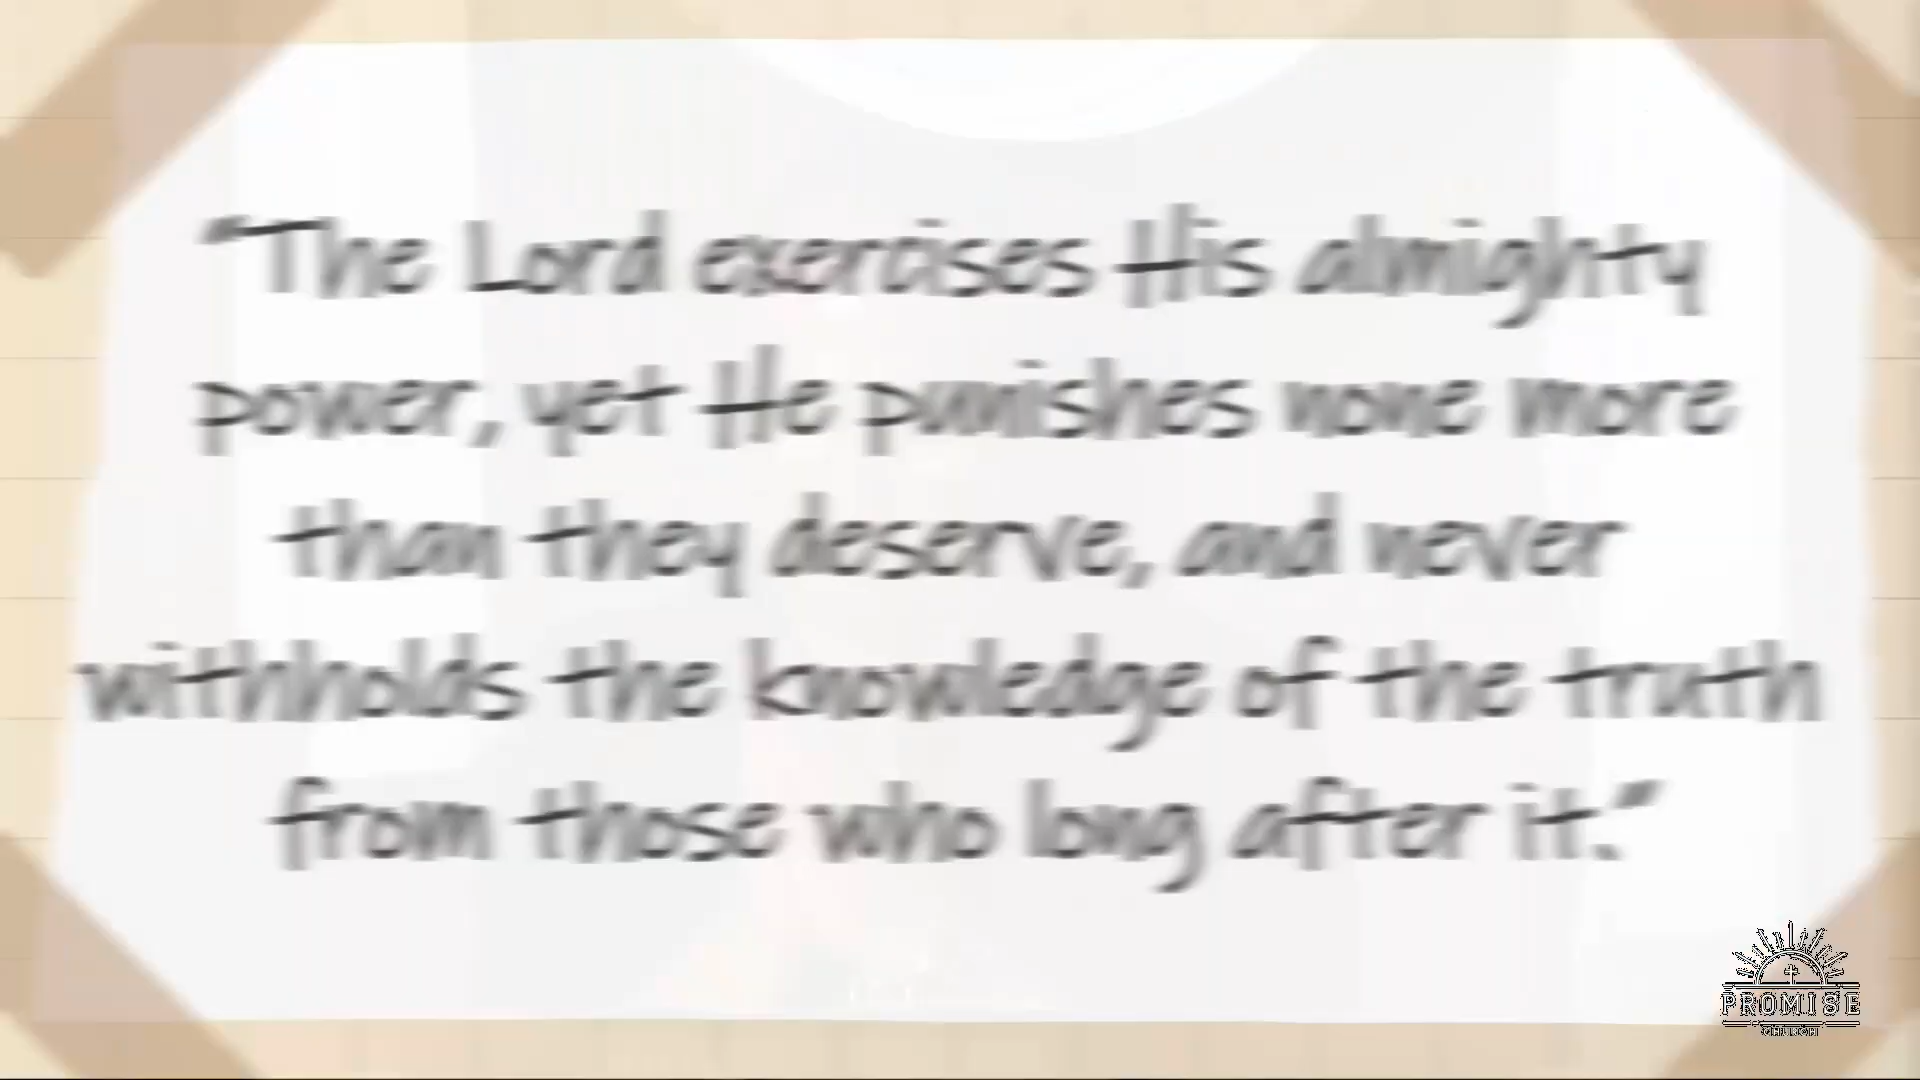 “The Lord exercises His almighty
power, yet He punishes none more
than they deserve, and never
withholds the knowledge of the truth
from those who long after it.”
PROMISE
CHURCH